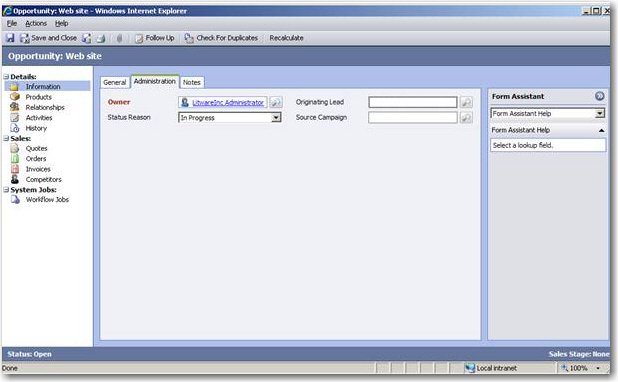 Opportunity: Web site - Windows Internet Explorer
File Actions Help
Save and Close Follow Up Check For Duplicates Recalculate
Opportunity: Web site
Details:
Information
Products
Relationships
Activities
History
Sales:
Quotes
Orders
Invoices
Competitors
System Jobs:
Workflow Jobs
General Administration Notes
Owner LitwareInc Administrator Originating Lead
Status Reason In Progress Source Campaign
Form Assistant
Form Assistant Help
Form Assistant Help
Select a lookup field.
Status: Open Sales Stage: None
Done Local intranet 100%